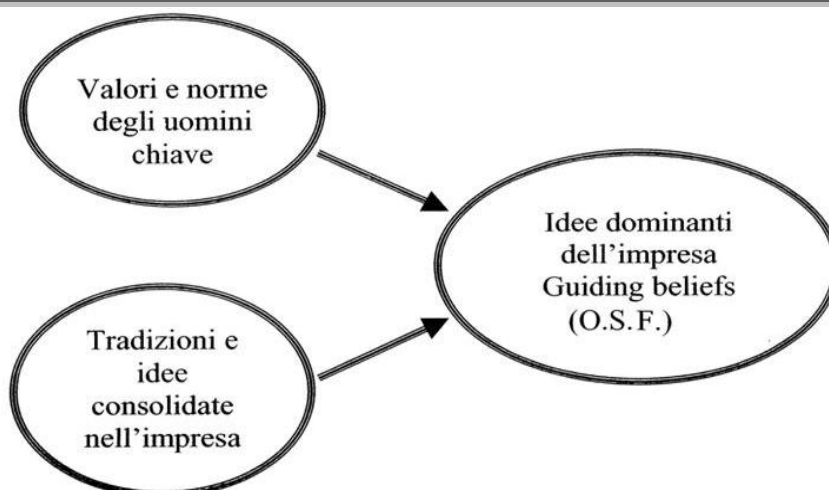 Valori e norme
degli uomini
chiave
Idee dominanti
dell'impresa
Guiding beliefs
(O.S.F.)
Tradizioni e
idee
consolidate
nell'impresa